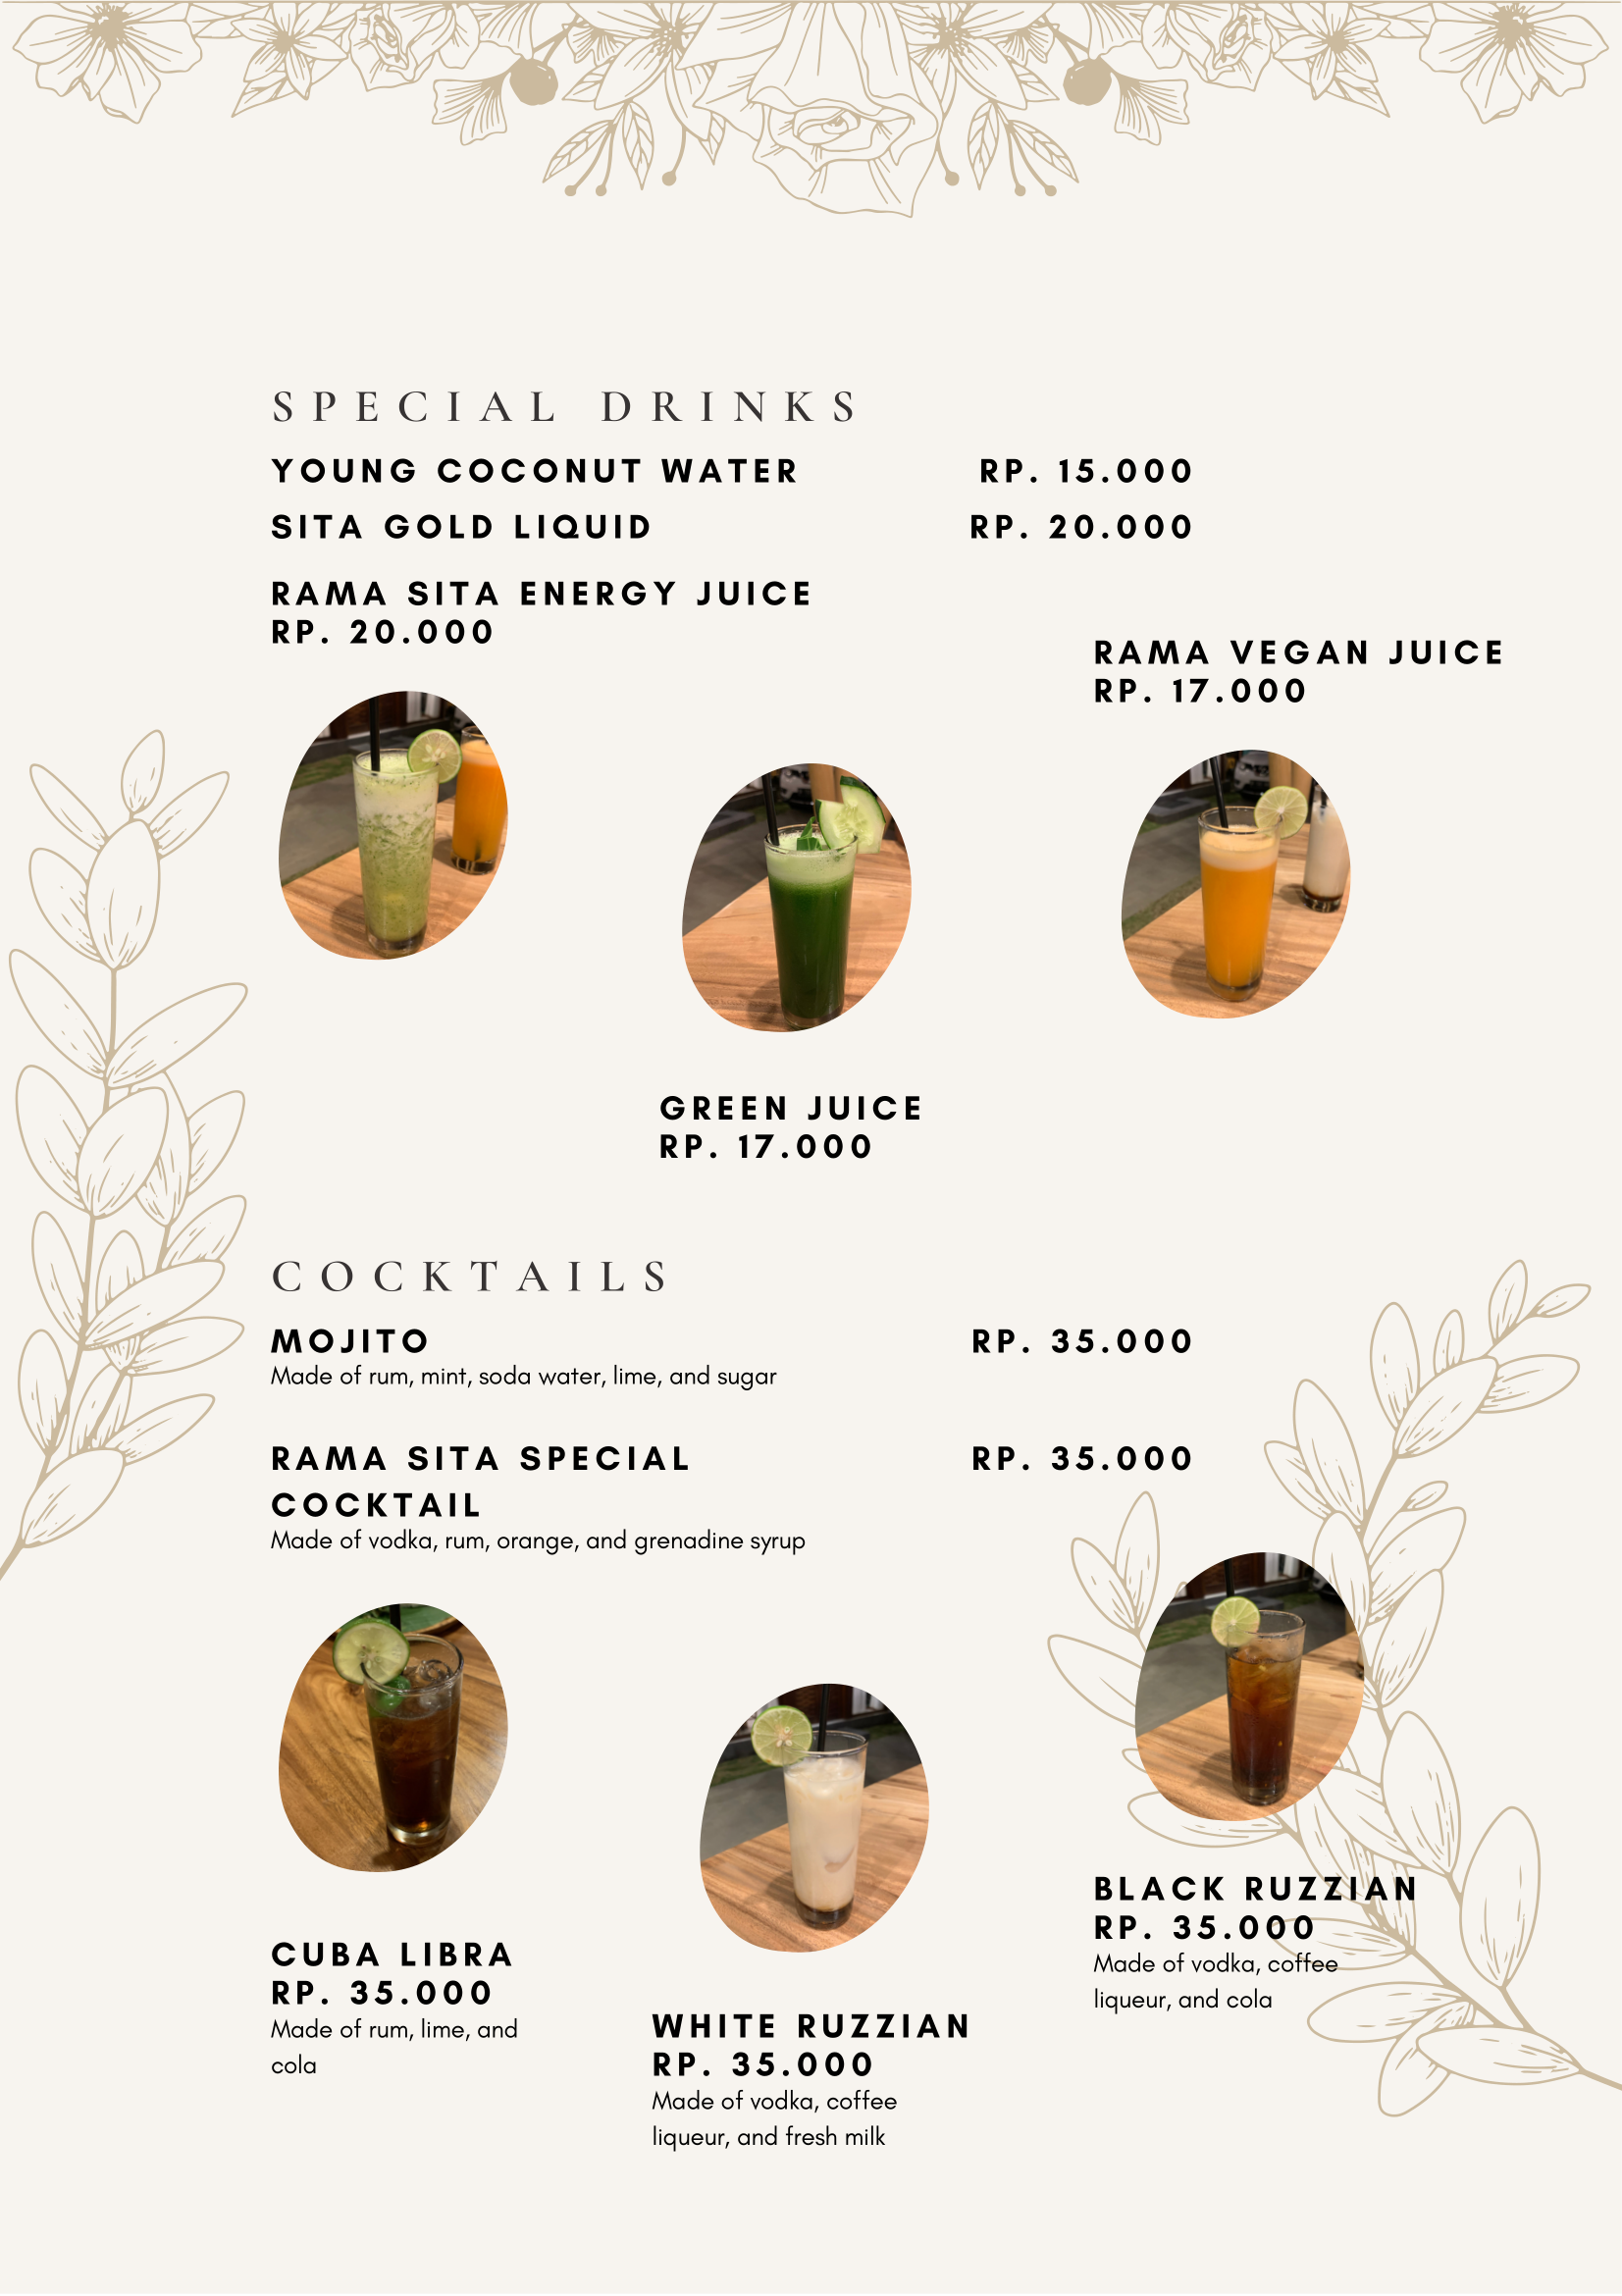 SPECIAL DRINKS
YOUNG COCONUT WATER RP. 15.000
SITA GOLD LIQUID RP. 20.000
RAMA SITA ENERGY JUICE
RP. 20.000
RAMA VEGAN JUICE
RP. 17.000
GREEN JUICE
RP. 17.000
COCKTAILS
MOJITO RP. 35.000
Made of rum, mint, soda water, lime, and sugar
RAMA SITA SPECIAL RP. 35.000
COCKTAIL
Made of vodka, rum, orange, and grenadine syrup
CUBA LIBRA
RP. 35.000
Made of rum, lime, and
cola
WHITE RUZZIAN
RP. 35.000
Made of vodka, coffee
liqueur, and fresh milk
BLACK RUZZIAN
RP. 35.000
Made of vodka, coffee
liqueur, and cola